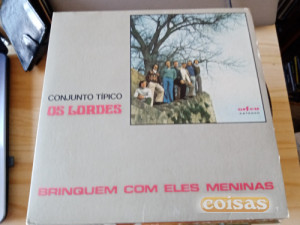 CONJUNTO TÍPICO
OS LORDES
BRINQUEM COM ELES MENINAS
coisas